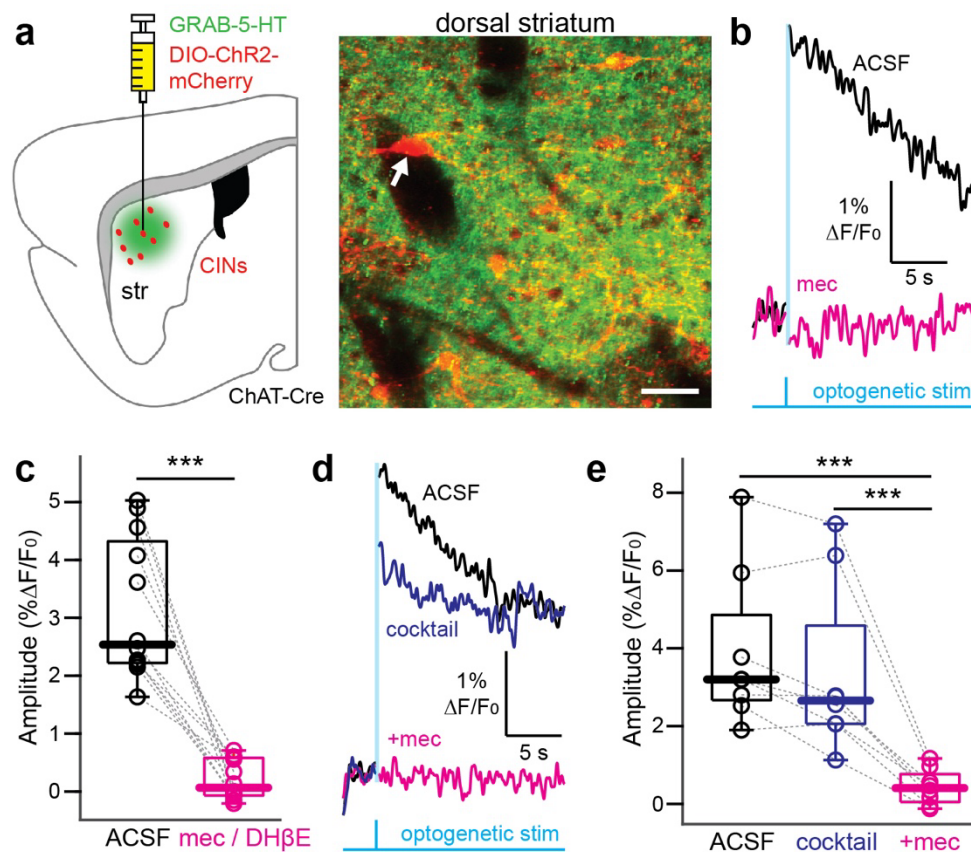 a
GRAB-5-HT
DIO-ChR2-
mCherry
CINs
str
ChAT-Cre
dorsal striatum
b
ACSF
1%
ΔF/F0
5 s
mec
optogenetic stim
c
***
Amplitude (%ΔF/F0)
5
4
3
2
1
0
ACSF
mec / DHβE
d
ACSF
cocktail
1%
ΔF/F0
5 s
+mec
optogenetic stim
e
***
***
Amplitude (%ΔF/F0)
8
6
4
2
0
ACSF
cocktail
+mec